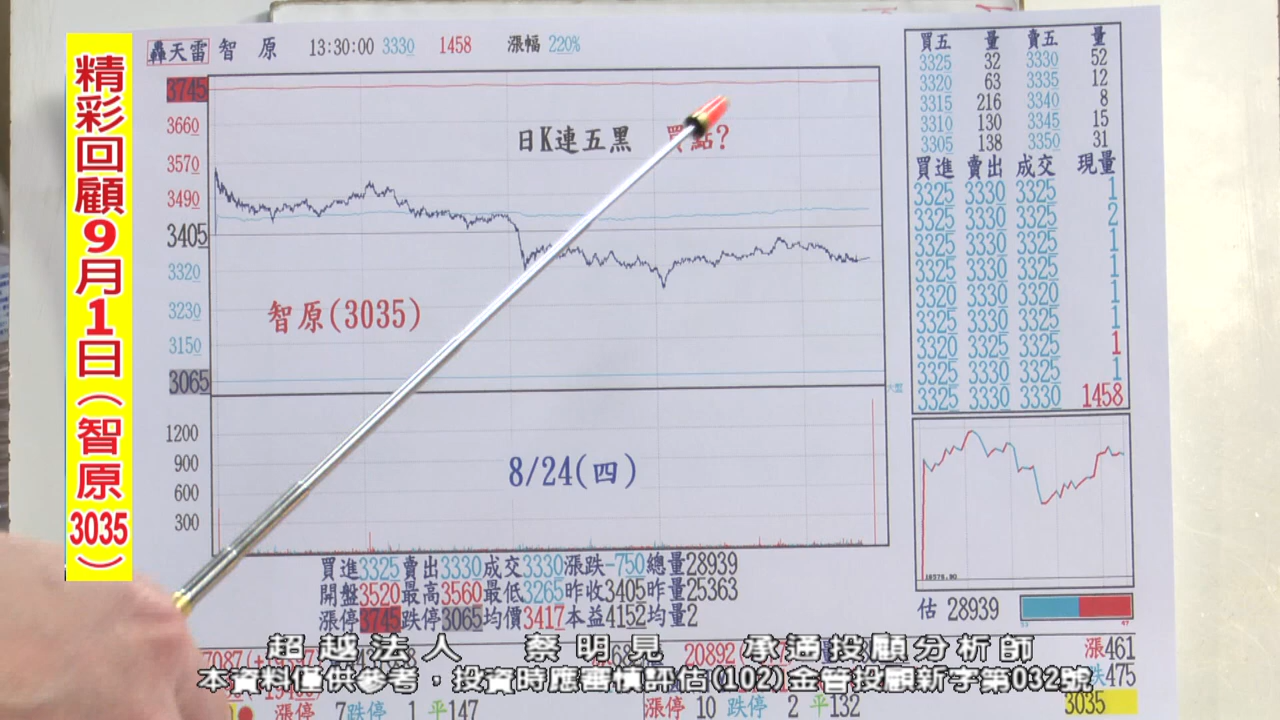 精彩回顧9月1日(智原3035)
轟天雷 智 原 13:30:00 3330 1458 漲幅 220%
3745
3660
3570
3490
3405
3320
3230
3150
3065
1200
900
600
300
日K連五黑 買點?
智原(3035)
8/24(四)
大盤
買五 量 賣五 量
3325 32 3330 52
3320 63 3335 12
3315 216 3340 8
3310 130 3345 15
3305 138 3350 31
買進 賣出 成交 現量
3325 3330 3325 1
3325 3330 3325 2
3325 3330 3325 1
3325 3330 3325 1
3320 3330 3320 1
3325 3330 3325 1
3320 3325 3325 1
3325 3330 3325 1
3325 3330 3330 1458
估 28939
買進3325賣出3330成交3330漲跌-750總量28939
開盤3520最高3560最低3265昨收3405昨量25363
漲停3745跌停3065均價3417本益4152均量2
超越法人 蔡明見 承通投顧分析師
本資料僅供參考,投資時應審慎評估(102)金管投顧新字第032號
20892
漲461
跌475
漲停 7跌停 1 平147
漲停 10 跌停 2 平132
3035